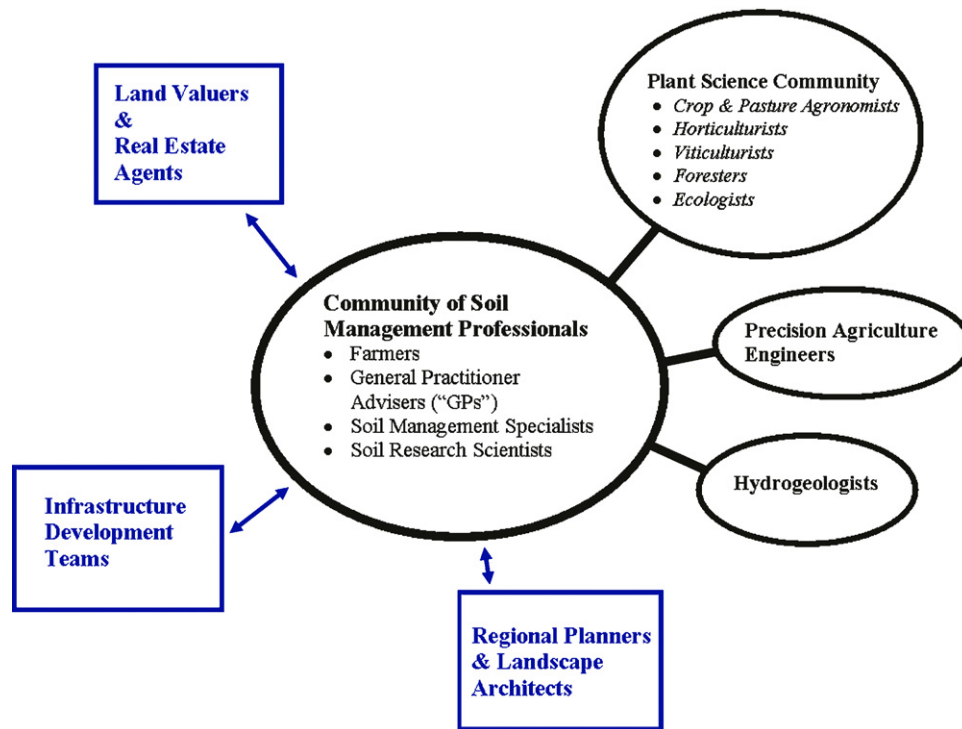 Land Valuers
&
Real Estate
Agents
Plant Science Community
• Crop & Pasture Agronomists
• Horticulturists
• Viticulturists
• Foresters
• Ecologists
Community of Soil
Management Professionals
• Farmers
• General Practitioner
Advisers (“GPs”)
• Soil Management Specialists
• Soil Research Scientists
Precision Agriculture
Engineers
Hydrogeologists
Infrastructure
Development
Teams
Regional Planners
& Landscape
Architects